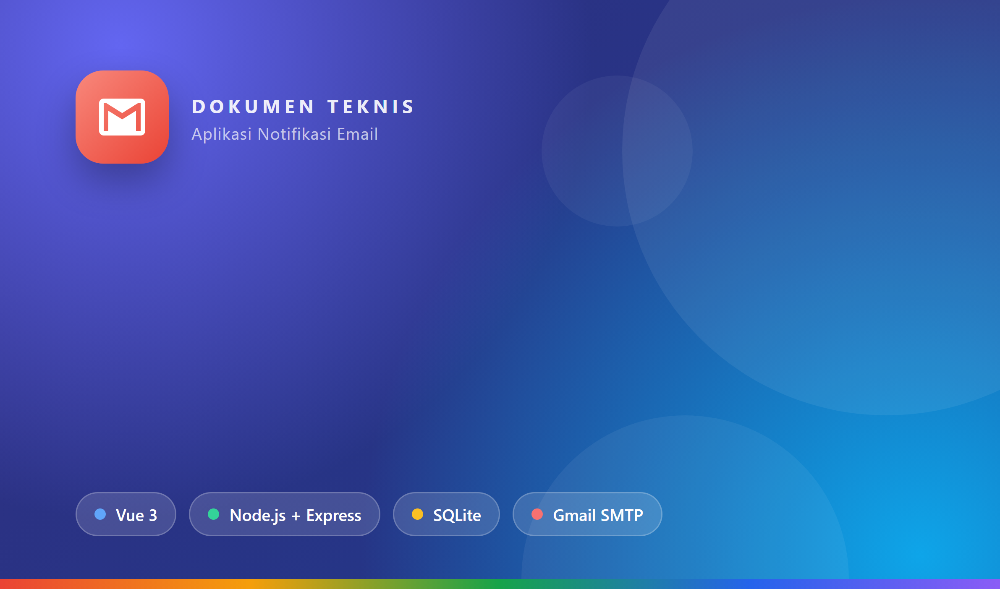 DOKUMEN TEKNIS
Aplikasi Notifikasi Email
Vue 3
Node.js + Express
SQLite
Gmail SMTP